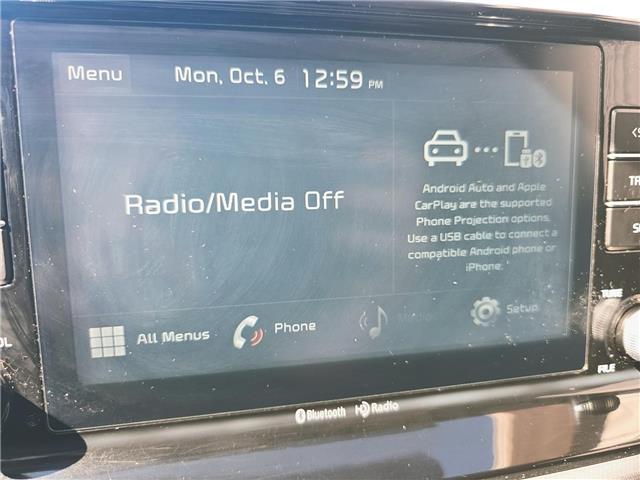 Menu Mon, Oct. 6 12:59 PM
Radio/Media Off
Android Auto and Apple
CarPlay are the supported
Phone Projection options.
Use a USB cable to connect a
compatible Android phone or
iPhone.
All Menus Phone Setup
Bluetooth HD Radio
TUNE
FILE